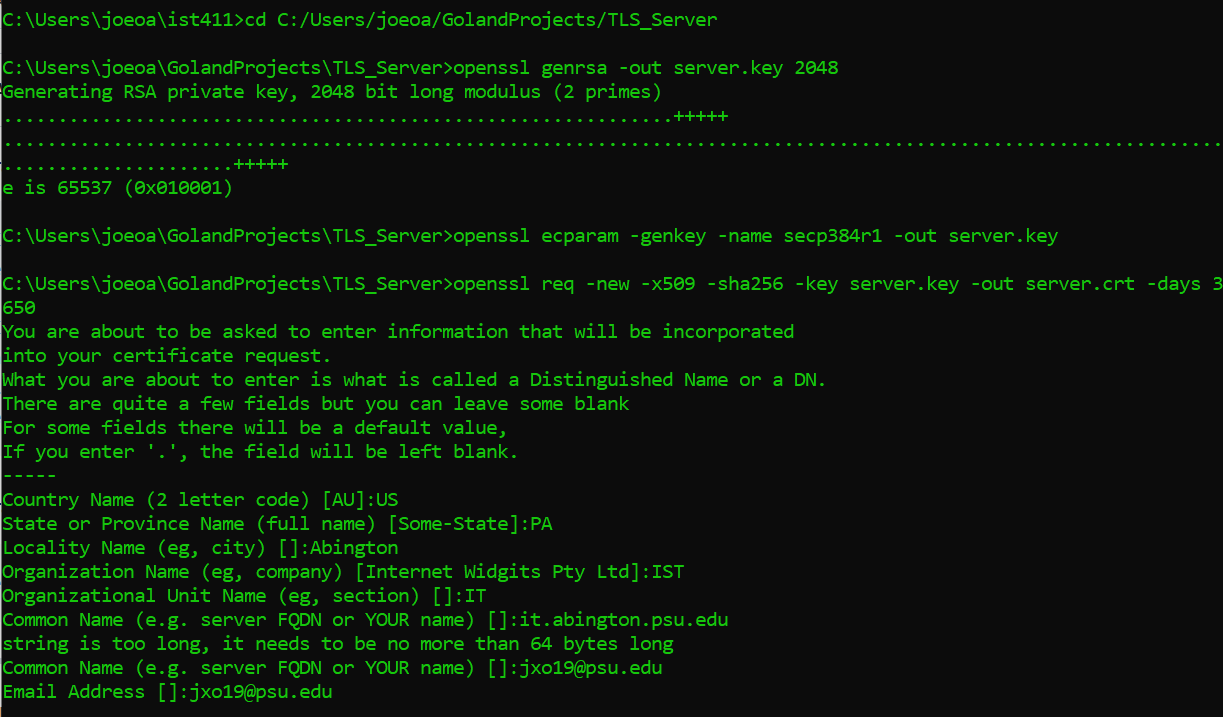 C:\Users\joeoa\ist411>cd C:/Users/joeoa/GolandProjects/TLS_Server
C:\Users\joeoa\GolandProjects\TLS_Server>openssl genrsa -out server.key 2048
Generating RSA private key, 2048 bit long modulus (2 primes)
.............................................................+++++
...............................................................................................................
.....................+++++
e is 65537 (0x010001)
C:\Users\joeoa\GolandProjects\TLS_Server>openssl ecparam -genkey -name secp384r1 -out server.key
C:\Users\joeoa\GolandProjects\TLS_Server>openssl req -new -x509 -sha256 -key server.key -out server.crt -days 3
650
You are about to be asked to enter information that will be incorporated
into your certificate request.
What you are about to enter is what is called a Distinguished Name or a DN.
There are quite a few fields but you can leave some blank
For some fields there will be a default value,
If you enter '.', the field will be left blank.
-----
Country Name (2 letter code) [AU]:US
State or Province Name (full name) [Some-State]:PA
Locality Name (eg, city) []:Abington
Organization Name (eg, company) [Internet Widgits Pty Ltd]:IST
Organizational Unit Name (eg, section) []:IT
Common Name (e.g. server FQDN or YOUR name) []:it.abington.psu.edu
string is too long, it needs to be no more than 64 bytes long
Common Name (e.g. server FQDN or YOUR name) []:jxo19@psu.edu
Email Address []:jxo19@psu.edu